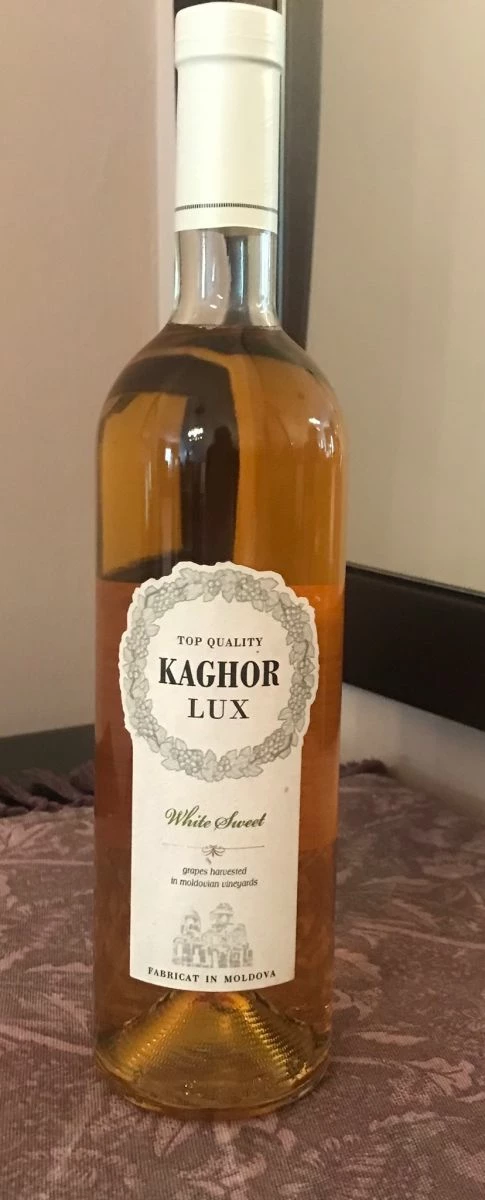 TOP QUALITY
KAGHOR
LUX
White Sweet
grapes harvested
in moldovian vineyards
FABRICAT IN MOLDOVA